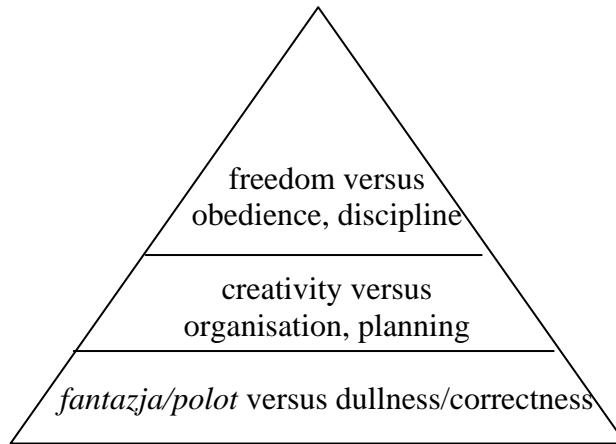 freedom versus
obedience, discipline
creativity versus
organisation, planning
fantazja/polot versus dullness/correctness